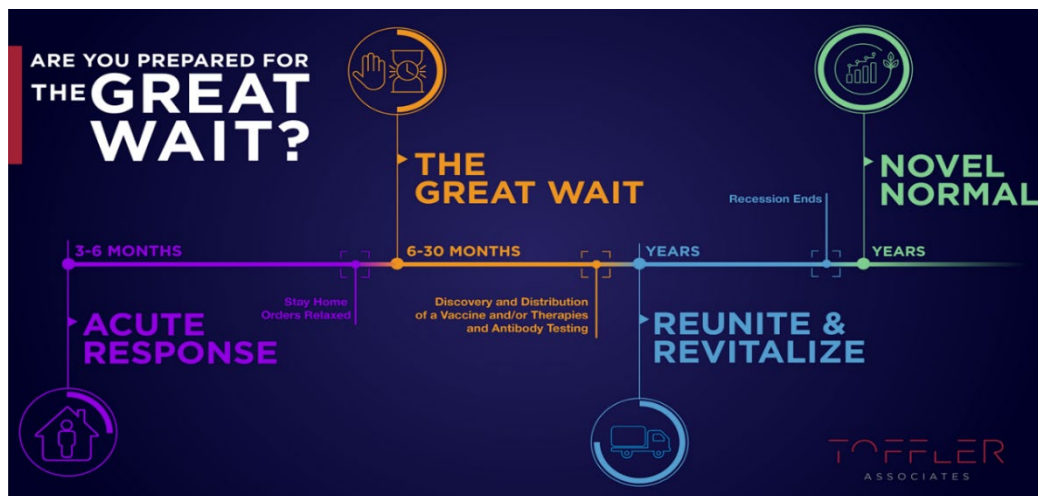 ARE YOU PREPARED FOR
THE GREAT
WAIT?
3-6 MONTHS
ACUTE
RESPONSE
Stay Home
Orders Relaxed
THE
GREAT WAIT
6-30 MONTHS
Discovery and Distribution
of a Vaccine and/or Therapies
and Antibody Testing
YEARS
REUNITE &
REVITALIZE
Recession Ends
NOVEL
NORMAL
YEARS
TOFFLER
ASSOCIATES